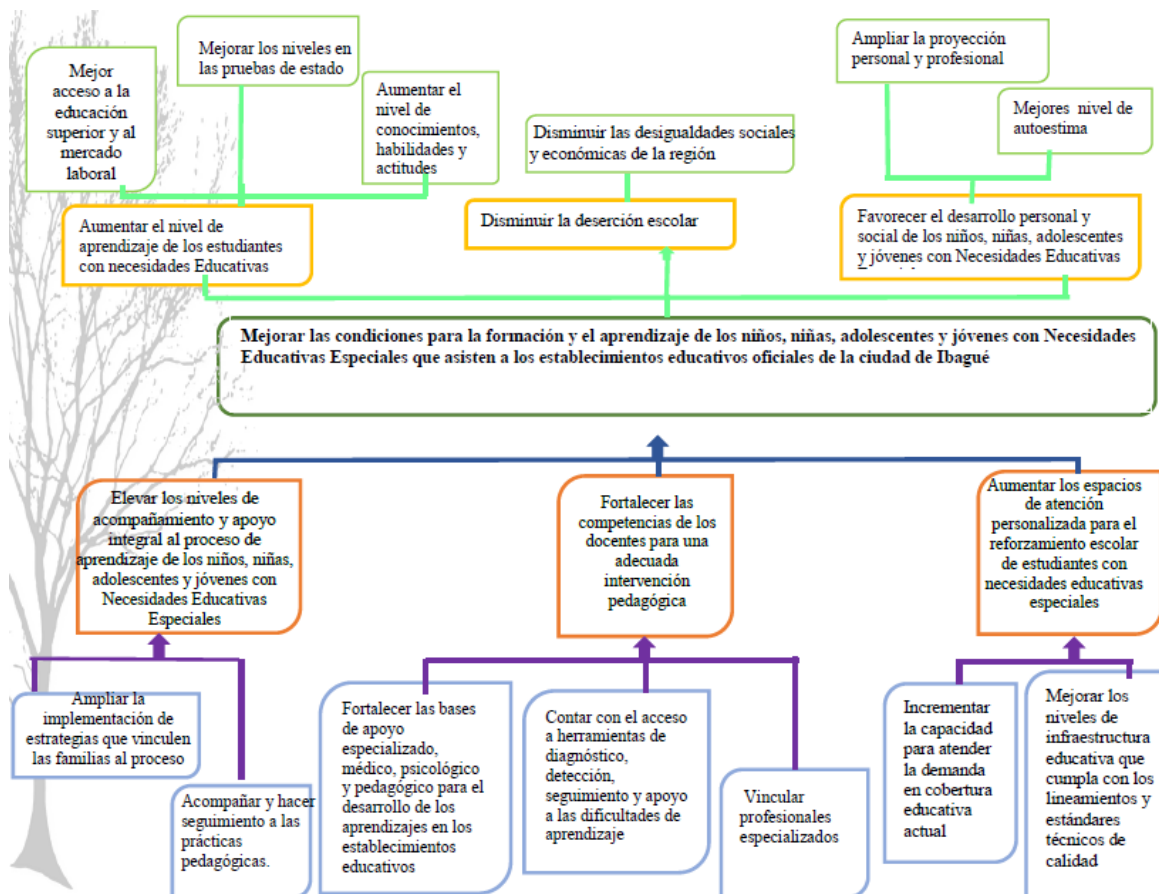 Mejorar los niveles en
las pruebas de estado
Ampliar la proyección
personal y profesional
Mejor
acceso a la
educación
superior y al
mercado
laboral
Aumentar el
nivel de
conocimientos,
habilidades y
actitudes
Disminuir las desigualdades sociales
y económicas de la región
Mejores nivel de
autoestima
Aumentar el nivel de
aprendizaje de los estudiantes
con necesidades Educativas
Disminuir la deserción escolar
Favorecer el desarrollo personal y
social de los niños, niñas, adolescentes
y jóvenes con Necesidades Educativas
Mejorar las condiciones para la formación y el aprendizaje de los niños, niñas, adolescentes y jóvenes con Necesidades
Educativas Especiales que asisten a los establecimientos educativos oficiales de la ciudad de Ibagué
Elevar los niveles de
acompañamiento y apoyo
integral al proceso de
aprendizaje de los niños, niñas,
adolescentes y jóvenes con
Necesidades Educativas
Especiales
Fortalecer las
competencias de los
docentes para una
adecuada
intervención
pedagógica
Aumentar los espacios
de atención
personalizada para el
reforzamiento escolar
de estudiantes con
necesidades educativas
especiales
Ampliar la
implementación de
estrategias que vinculen
las familias al proceso
Acompañar y hacer
seguimiento a las
prácticas
pedagógicas.
Fortalecer las bases
de apoyo
especializado,
médico, psicológico
y pedagógico para el
desarrollo de los
aprendizajes en los
establecimientos
educativos
Contar con el acceso
a herramientas de
diagnóstico,
detección,
seguimiento y apoyo
a las dificultades de
aprendizaje
Vincular
profesionales
especializados
Incrementar
la capacidad
para atender
la demanda
en cobertura
educativa
actual
Mejorar los
niveles de
infraestructura
educativa que
cumpla con los
lineamientos y
estándares
técnicos de
calidad